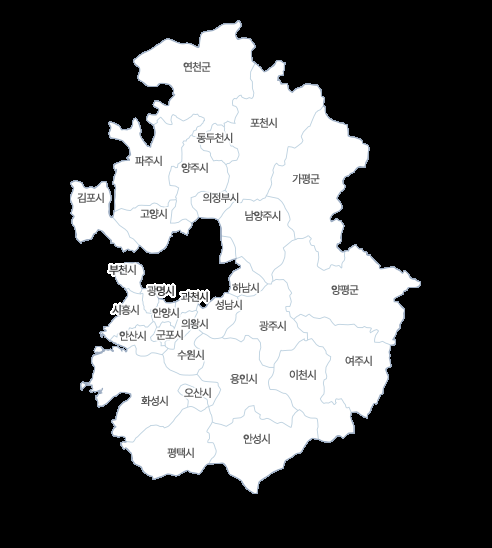 연천군
포천시
동두천시
파주시
양주시
가평군
김포시
의정부시
고양시
남양주시
부천시
광명시
과천시
하남시
양평군
시흥시
안양시
성남시
의왕시
광주시
안산시
군포시
수원시
여주시
용인시
이천시
화성시
오산시
안성시
평택시